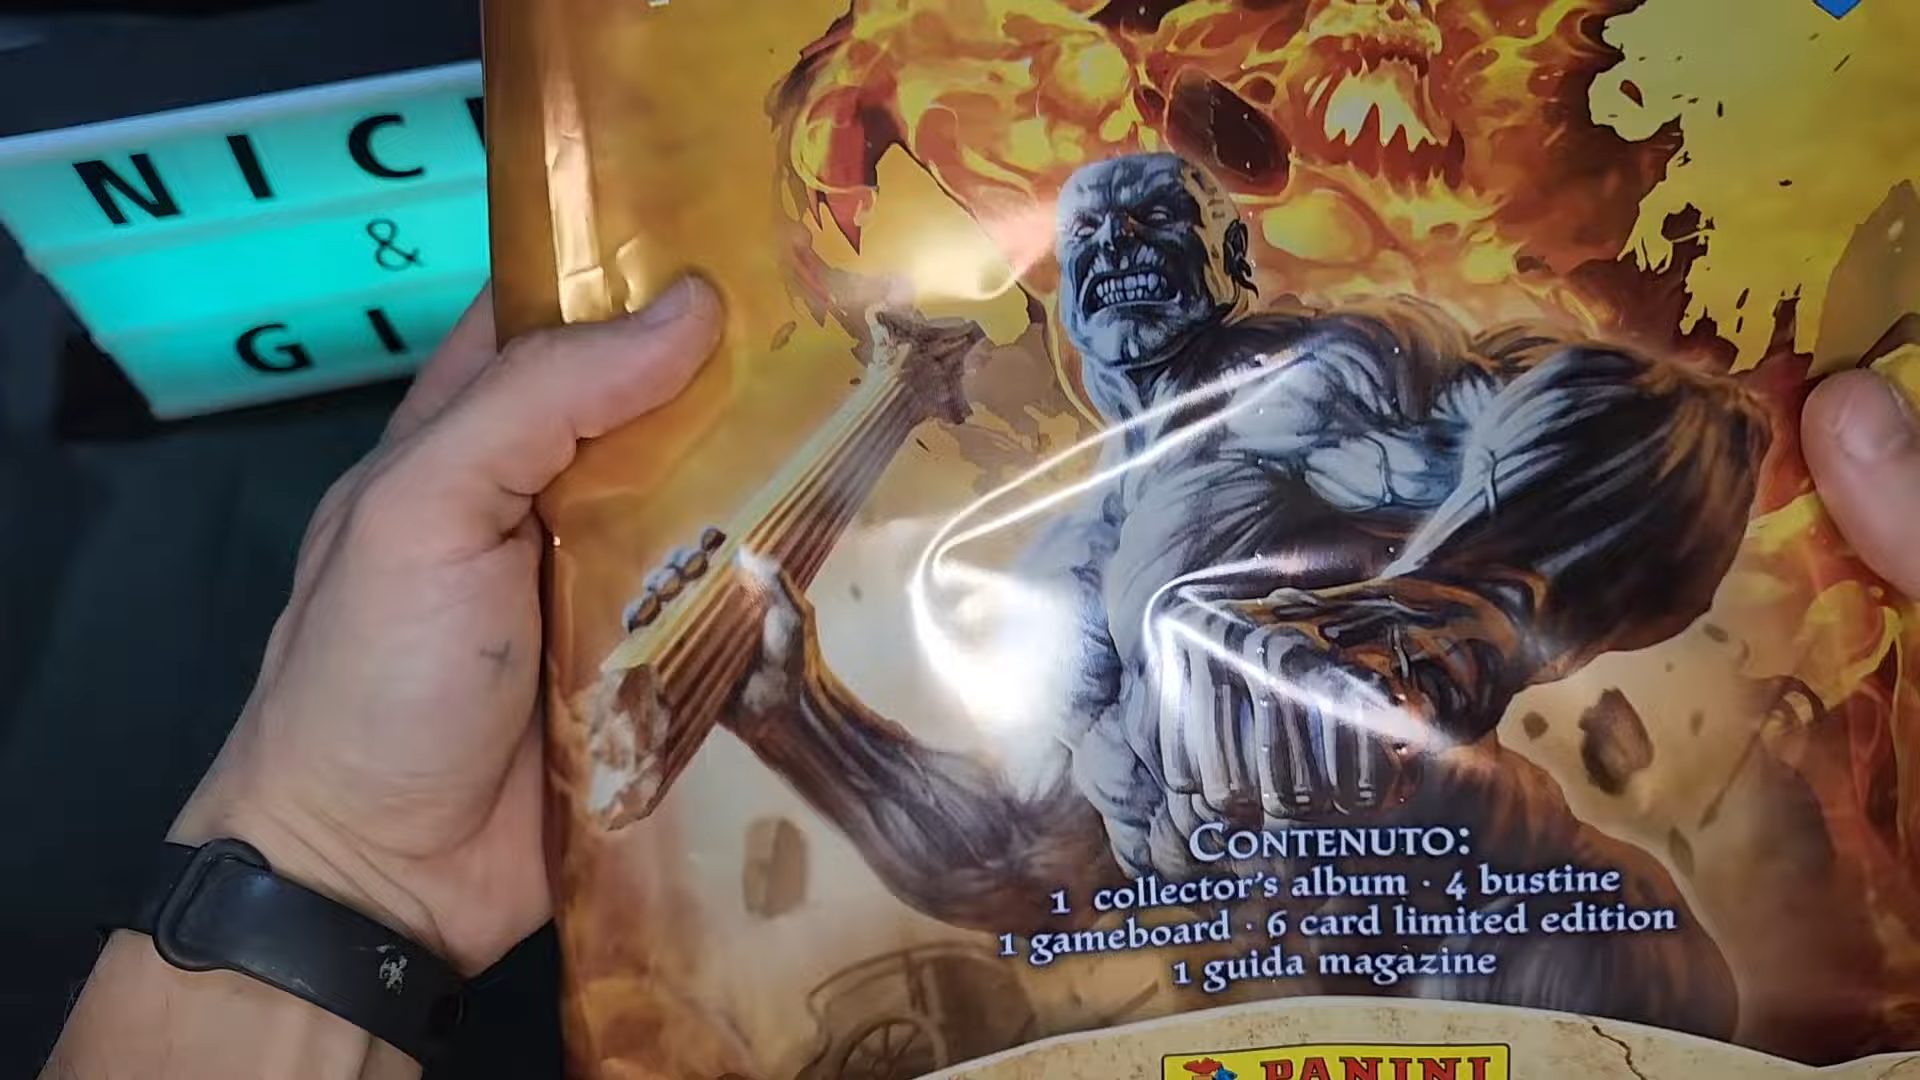 NIC
&
GI
CONTENUTO:
1 collector's album · 4 bustine
1 gameboard · 6 card limited edition
1 guida magazine
PANINI